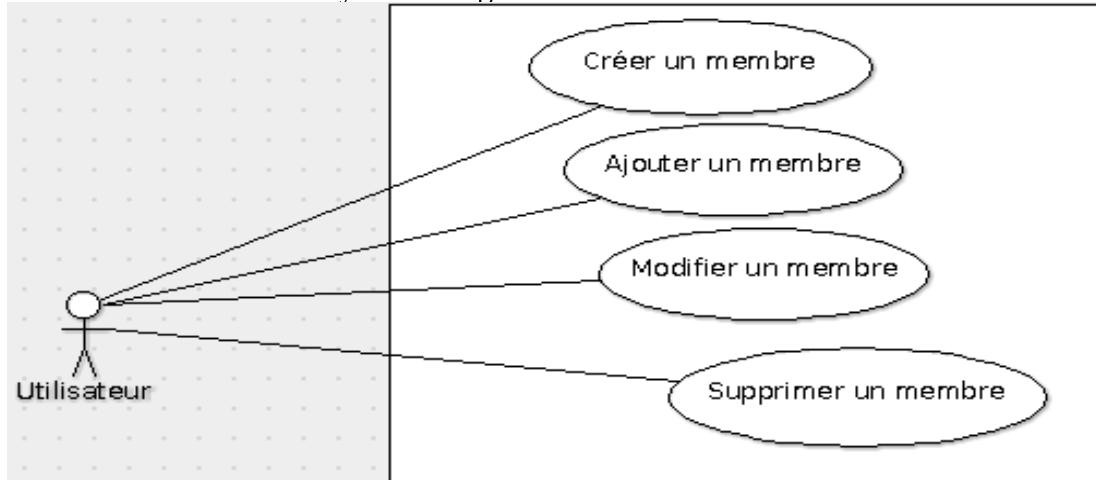 Créer un membre
Ajouter un membre
Modifier un membre
Supprimer un membre
Utilisateur